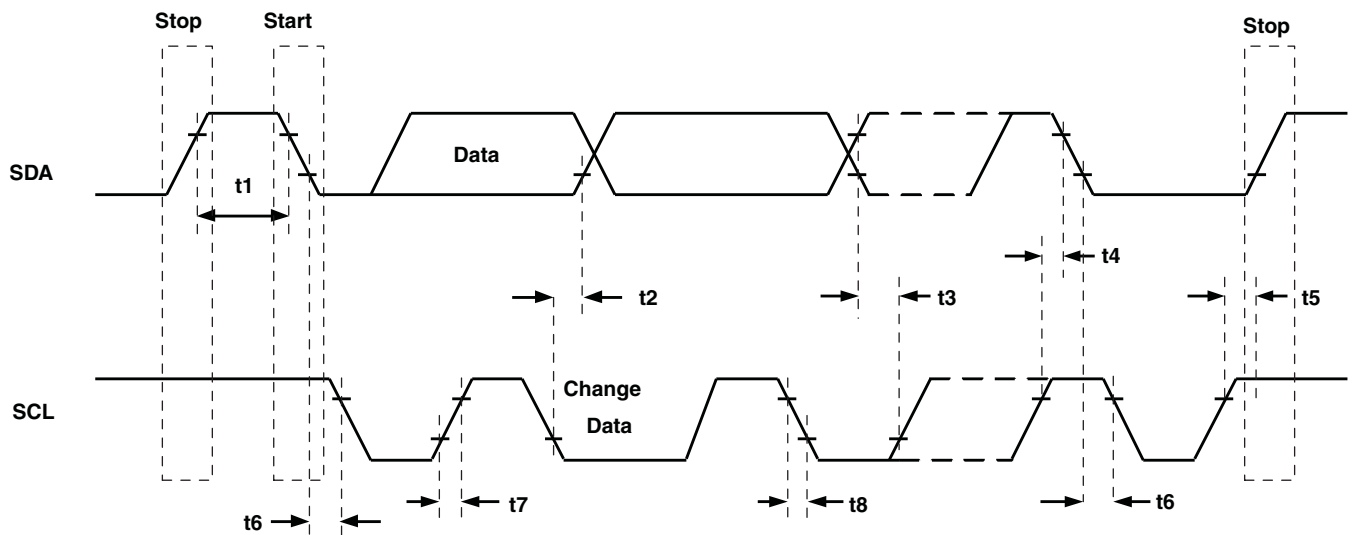 Stop
Start
Stop
SDA
Data
t1
t4
t2
t3
t5
SCL
Change
Data
t6
t7
t8
t6